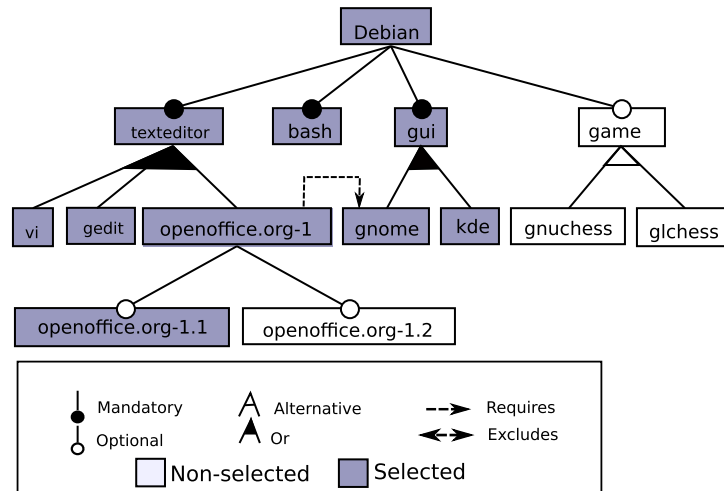 Debian
texteditor
bash
gui
game
vi
gedit
openoffice.org-1
gnome
kde
gnuchess
glchess
openoffice.org-1.1
openoffice.org-1.2
Mandatory
Alternative
Requires
Optional
Or
Excludes
Non-selected
Selected